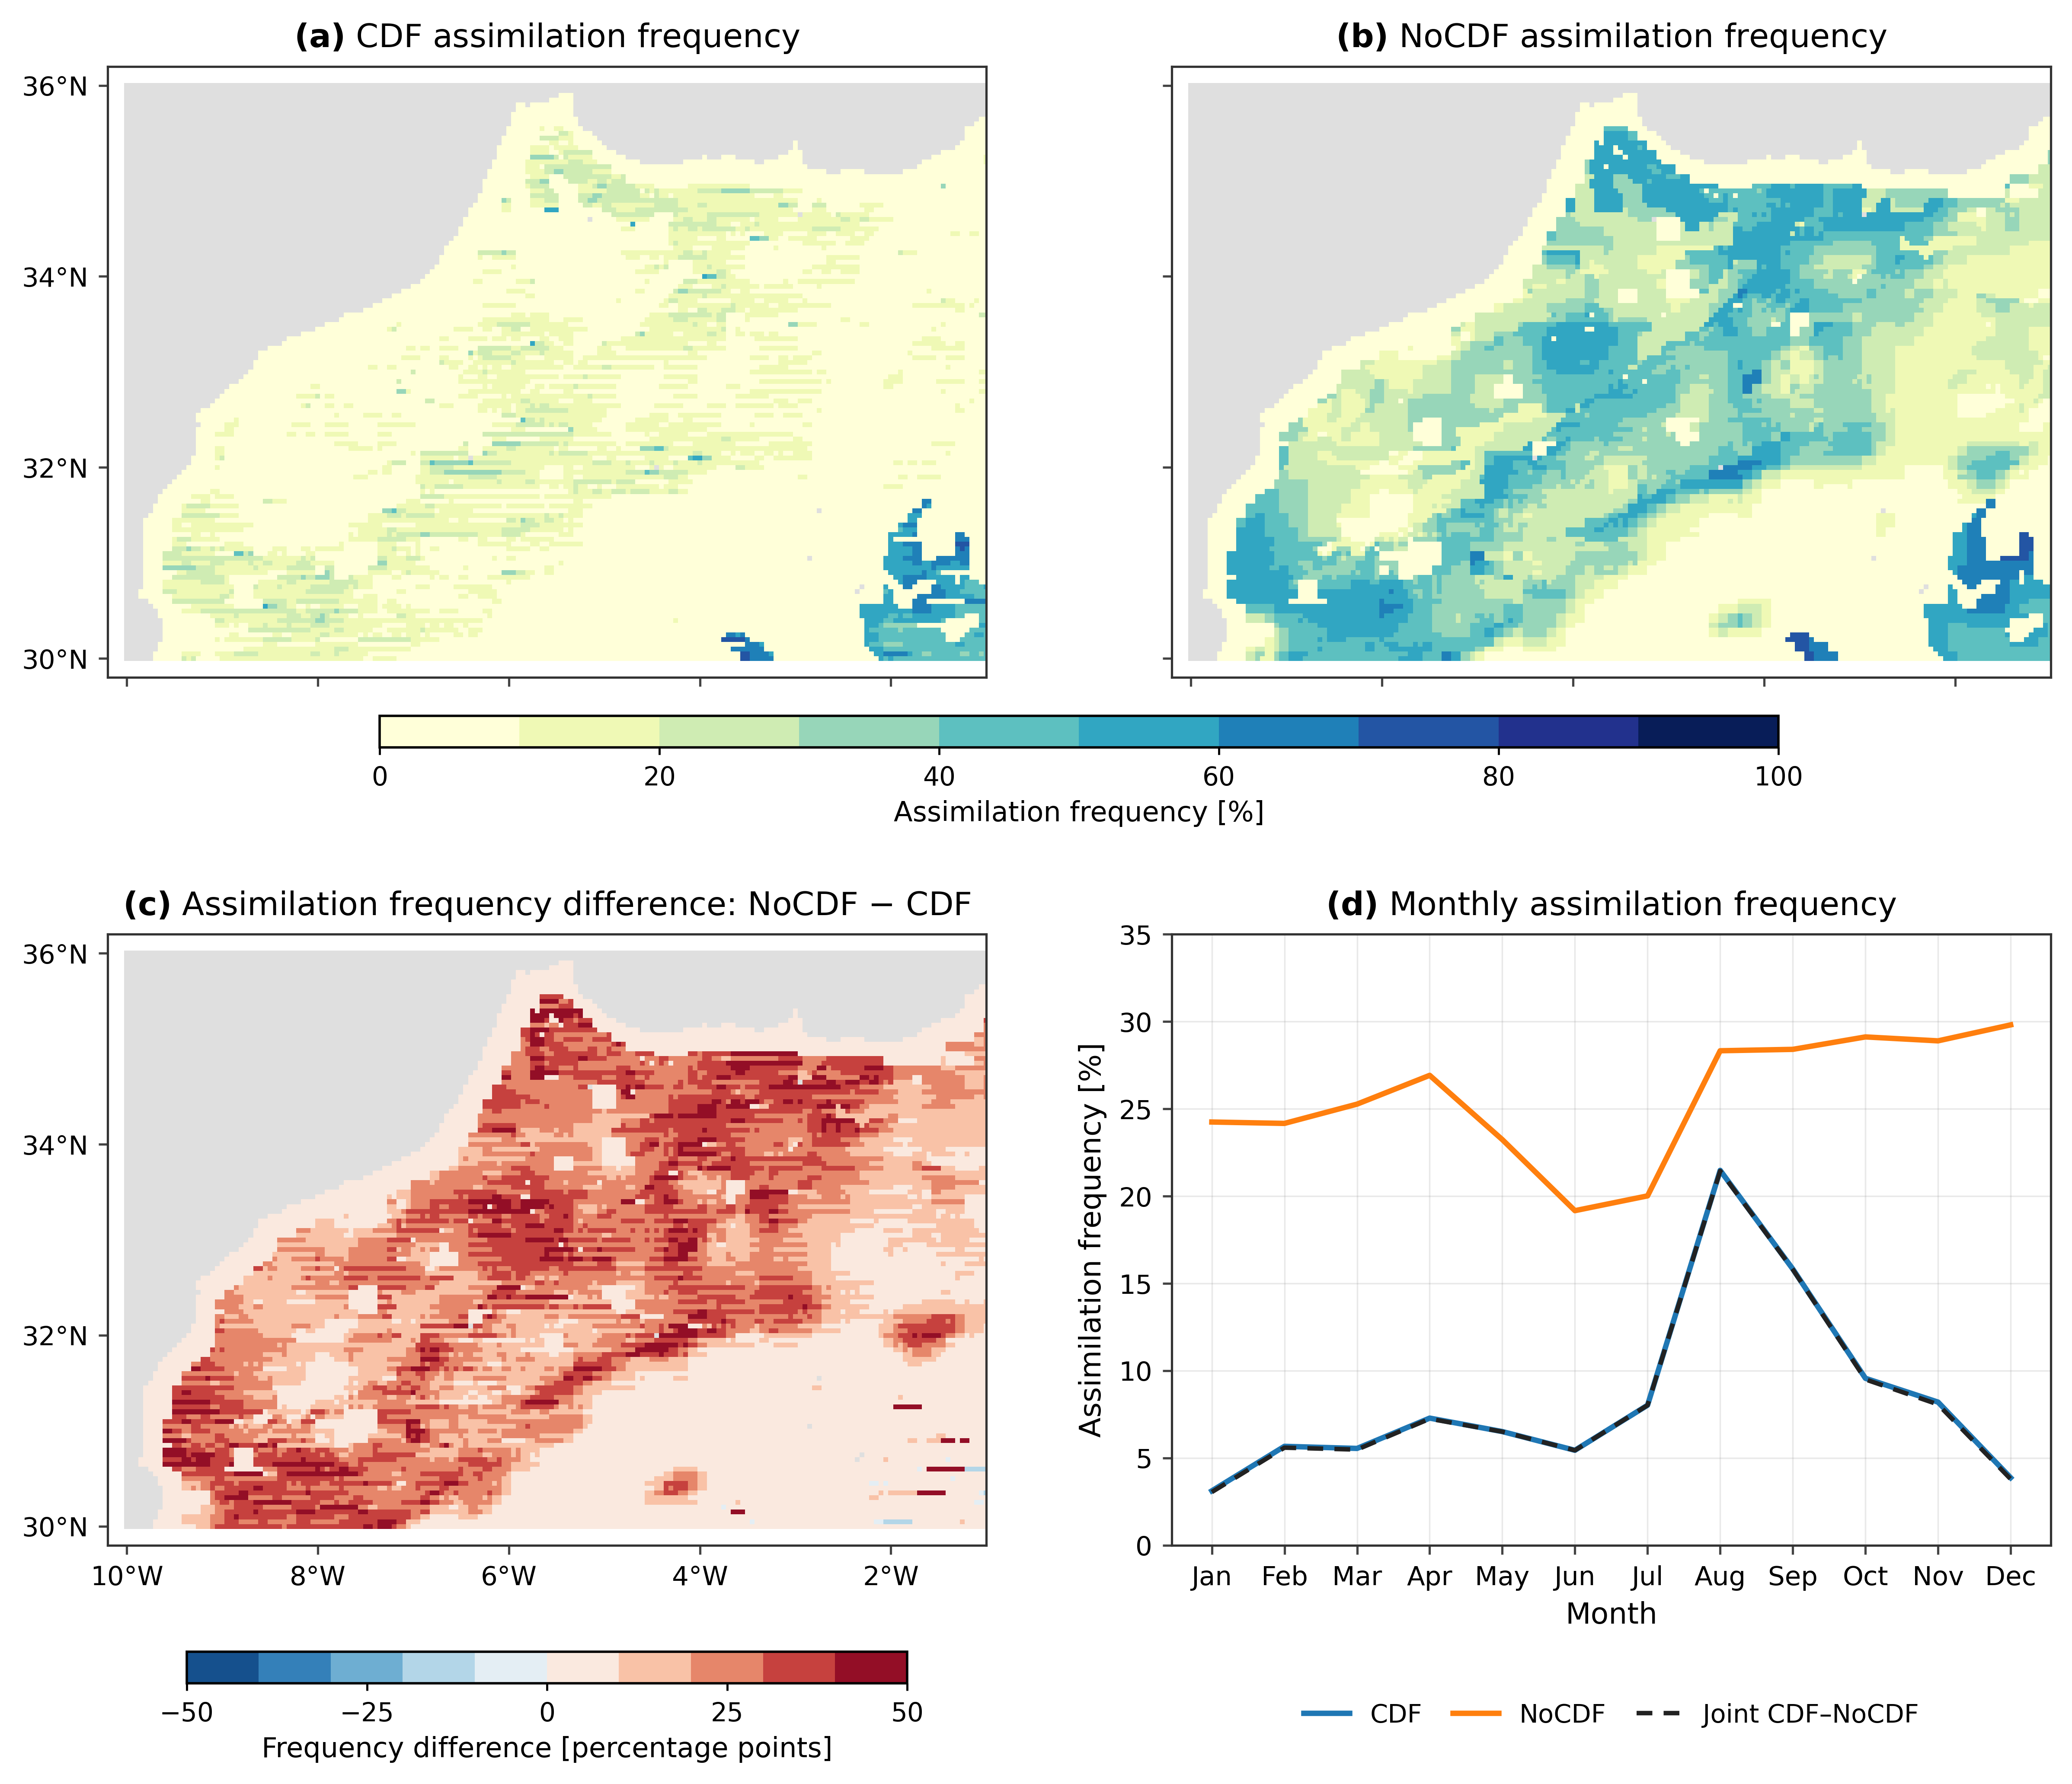 (a) CDF assimilation frequency
(b) NoCDF assimilation frequency
36°N
34°N
32°N
30°N
0 20 40 60 80 100
Assimilation frequency [%]
(c) Assimilation frequency difference: NoCDF − CDF
36°N
34°N
32°N
30°N
10°W 8°W 6°W 4°W 2°W
−50 −25 0 25 50
Frequency difference [percentage points]
(d) Monthly assimilation frequency
Assimilation frequency [%]
35
30
25
20
15
10
5
0
Jan Feb Mar Apr May Jun Jul Aug Sep Oct Nov Dec
Month
CDF NoCDF Joint CDF–NoCDF